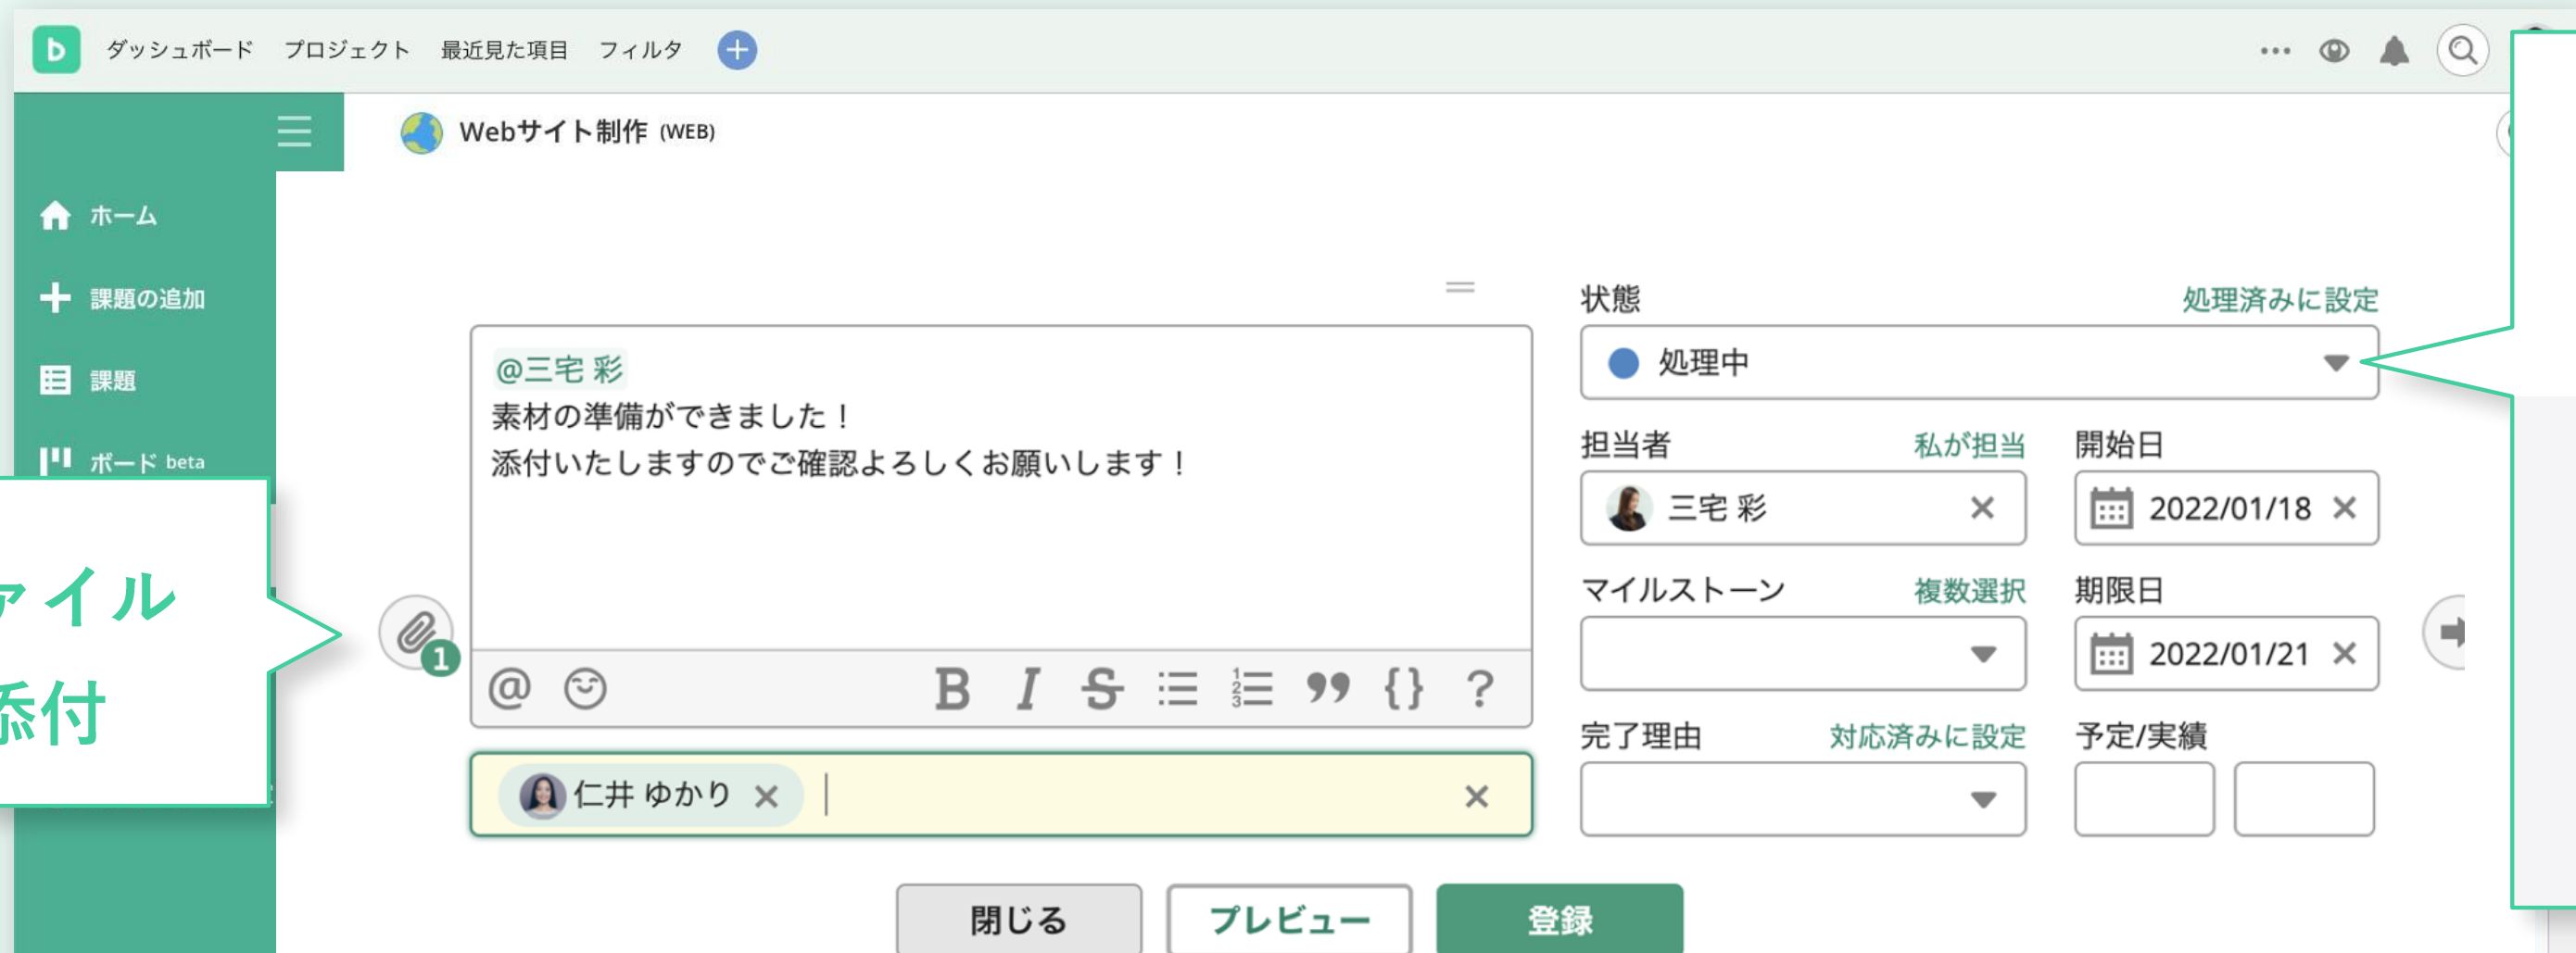 b ダッシュボード プロジェクト 最近見た項目 フィルタ
Webサイト制作 (WEB)
ホーム
課題の追加
課題
ボード beta
ァイル
添付
1
@三宅 彩
素材の準備ができました！
添付いたしますのでご確認よろしくお願いします！
@ B I S 1 2 3 ” {} ?
仁井 ゆかり ×
×
状態 処理済みに設定
処理中
担当者 私が担当
三宅 彩 ×
開始日
2022/01/18 ×
マイルストーン 複数選択
期限日
2022/01/21 ×
完了理由 対応済みに設定
予定/実績
閉じる プレビュー 登録